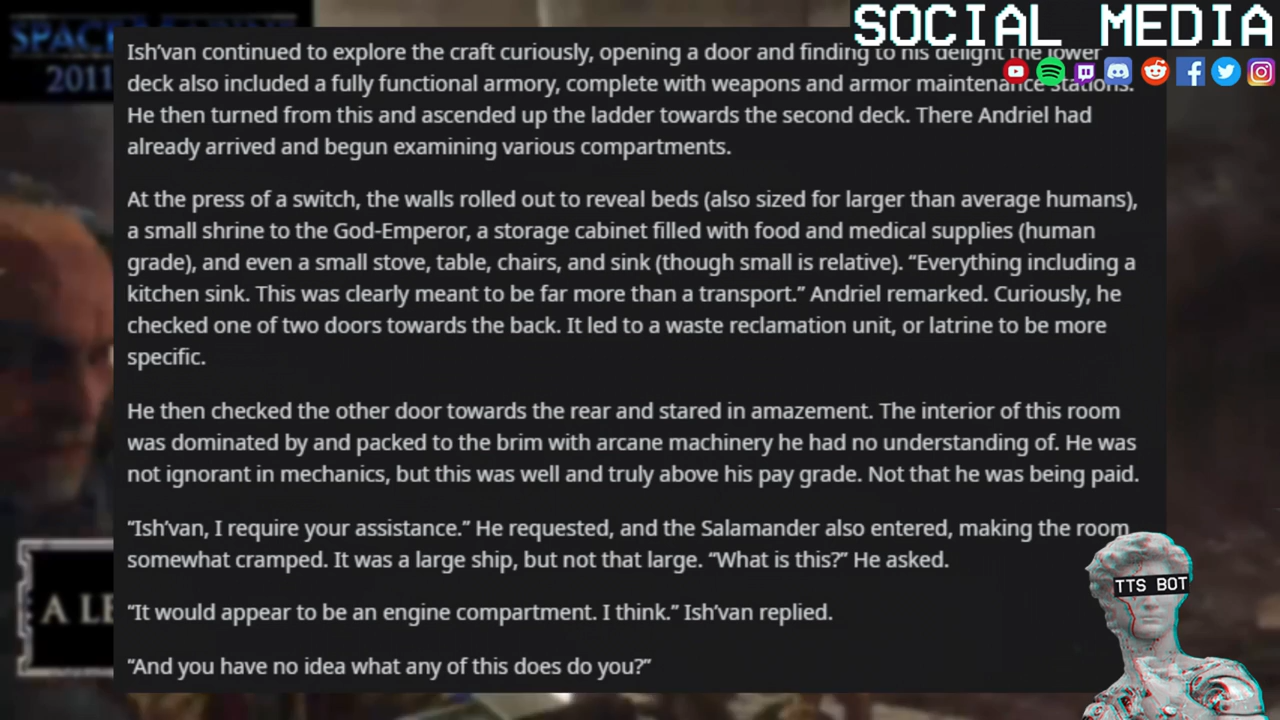 SOCIAL MEDIA
SPACE
2011
Ish’van continued to explore the craft curiously, opening a door and finding to his delight the lower
deck also included a fully functional armory, complete with weapons and armor maintenance stations.
He then turned from this and ascended up the ladder towards the second deck. There Andriel had
already arrived and begun examining various compartments.
At the press of a switch, the walls rolled out to reveal beds (also sized for larger than average humans),
a small shrine to the God-Emperor, a storage cabinet filled with food and medical supplies (human
grade), and even a small stove, table, chairs, and sink (though small is relative). “Everything including a
kitchen sink. This was clearly meant to be far more than a transport.” Andriel remarked. Curiously, he
checked one of two doors towards the back. It led to a waste reclamation unit, or latrine to be more
specific.
He then checked the other door towards the rear and stared in amazement. The interior of this room
was dominated by and packed to the brim with arcane machinery he had no understanding of. He was
not ignorant in mechanics, but this was well and truly above his pay grade. Not that he was being paid.
“Ish’van, I require your assistance.” He requested, and the Salamander also entered, making the room
somewhat cramped. It was a large ship, but not that large. “What is this?” He asked.
“It would appear to be an engine compartment. I think.” Ish’van replied.
“And you have no idea what any of this does do you?”
A LE
TTS BOT